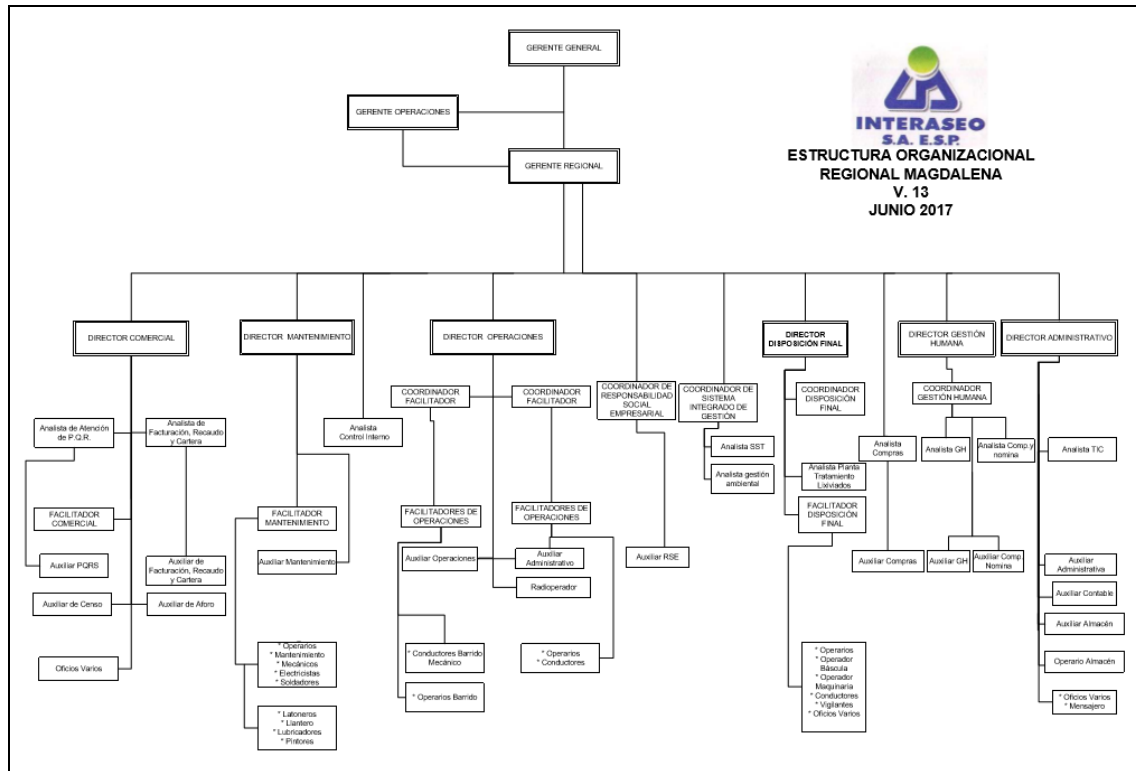 GERENTE GENERAL
GERENTE OPERACIONES
GERENTE REGIONAL
INTERASEO
S.A. E.S.P.
ESTRUCTURA ORGANIZACIONAL
REGIONAL MAGDALENA
V. 13
JUNIO 2017
DIRECTOR COMERCIAL
DIRECTOR MANTENIMIENTO
DIRECTOR OPERACIONES
DIRECTOR
DISPOSICIÓN FINAL
DIRECTOR GESTIÓN
HUMANA
DIRECTOR ADMINISTRATIVO
COORDINADOR
FACILITADOR
COORDINADOR
FACILITADOR
COORDINADOR DE
RESPONSABILIDAD
SOCIAL
EMPRESARIAL
COORDINADOR DE
SISTEMA
INTEGRADO DE
GESTIÓN
COORDINADOR
DISPOSICIÓN
FINAL
COORDINADOR
GESTIÓN HUMANA
Analista de Atención
de P.Q.R.
Analista de
Facturación, Recaudo
y Cartera
Analista
Control Interno
Analista SST
Analista gestión
ambiental
Analista
Compras
Analista GH
Analista Comp.y
nomina
Analista TIC
Analista Planta
Tratamiento
Lixiviados
FACILITADOR
COMERCIAL
FACILITADOR
MANTENIMIENTO
FACILITADORES DE
OPERACIONES
FACILITADORES DE
OPERACIONES
FACILITADOR
DISPOSICIÓN
FINAL
Auxiliar PQRS
Auxiliar de
Facturación, Recaudo
y Cartera
Auxiliar Mantenimiento
Auxiliar Operaciones
Auxiliar
Administrativo
Auxiliar RSE
Auxiliar Compras
Auxiliar GH
Auxiliar Comp.
Nomina
Auxiliar
Administrativa
Radioperador
Auxiliar Contable
Auxiliar de Censo
Auxiliar de Aforo
Auxiliar Almacén
Oficios Varios
* Operarios
* Mantenimiento
* Mecánicos
* Electricistas
* Soldadores
* Conductores Barrido
Mecánico
* Operarios
* Conductores
* Operarios
* Operador
Báscula
* Operador
Maquinaria
* Conductores
* Vigilantes
* Oficios Varios
Operario Almacén
* Operarios Barrido
* Oficios Varios
* Mensajero
* Latoneros
* Llantero
* Lubricadores
* Pintores